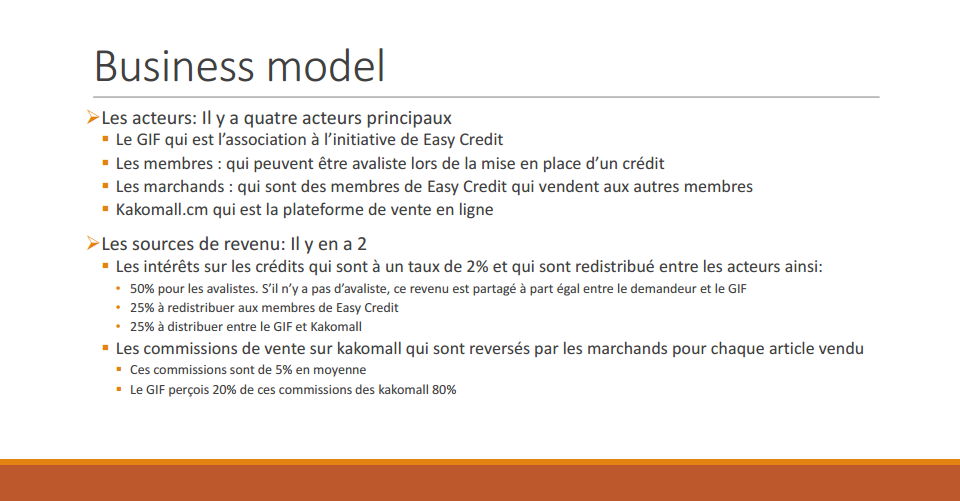 Business model
Les acteurs: Il y a quatre acteurs principaux
Le GIF qui est l’association à l’initiative de Easy Credit
Les membres : qui peuvent être avaliste lors de la mise en place d’un crédit
Les marchands : qui sont des membres de Easy Credit qui vendent aux autres membres
Kakomall.cm qui est la plateforme de vente en ligne
Les sources de revenu: Il y en a 2
Les intérêts sur les crédits qui sont à un taux de 2% et qui sont redistribué entre les acteurs ainsi:
50% pour les avalistes. S’il n’y a pas d’avaliste, ce revenu est partagé à part égal entre le demandeur et le GIF
25% à redistribuer aux membres de Easy Credit
25% à distribuer entre le GIF et Kakomall
Les commissions de vente sur kakomall qui sont reversés par les marchands pour chaque article vendu
Ces commissions sont de 5% en moyenne
Le GIF perçois 20% de ces commissions des kakomall 80%